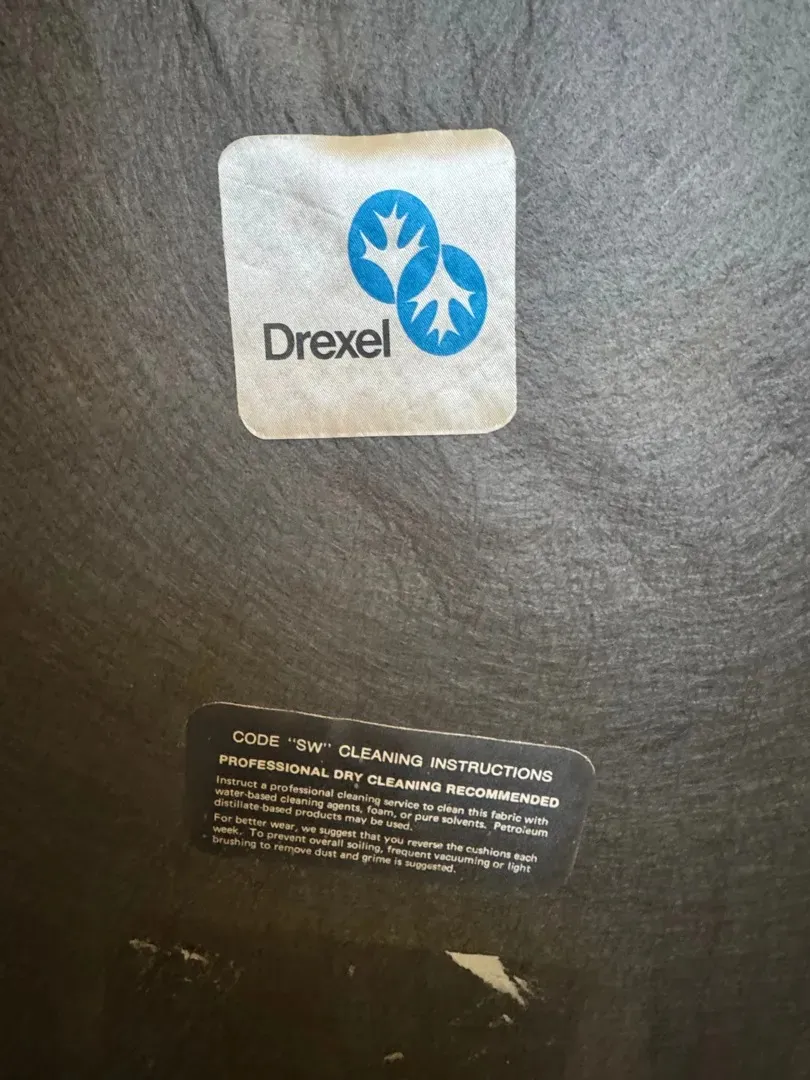 Drexel
CODE "SW" CLEANING INSTRUCTIONS
PROFESSIONAL DRY CLEANING RECOMMENDED
Instruct a professional cleaning service to clean this fabric with
water-based cleaning agents, foam, or pure solvents. Petroleum
distillate-based products may be used.
For better wear, we suggest that you reverse the cushions each
week. To prevent overall soiling, frequent vacuuming or light
brushing to remove dust and grime is suggested.